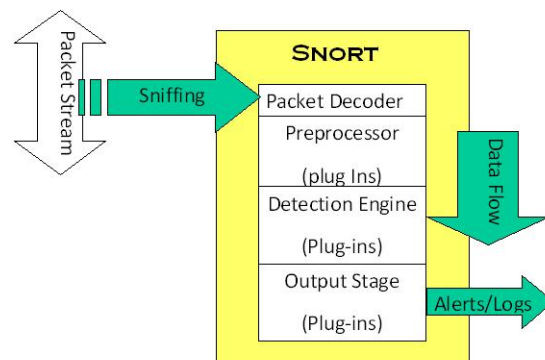 Packet Stream
Sniffing
SNORT
Packet Decoder
Preprocessor
(plug Ins)
Detection Engine
(Plug-ins)
Output Stage
(Plug-ins)
Data Flow
Alerts/Logs